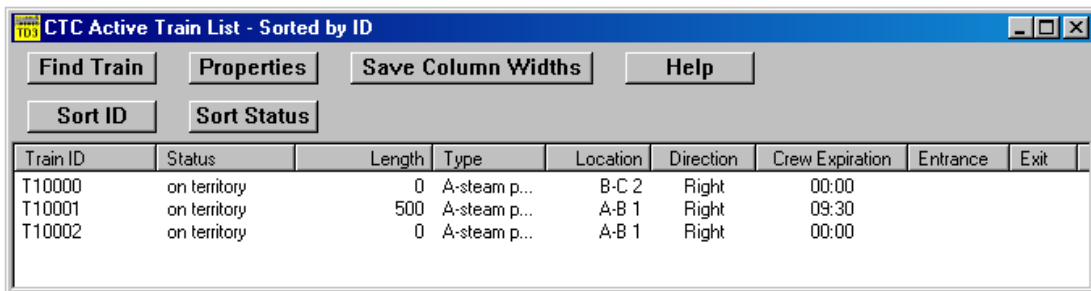 TD3 CTC Active Train List - Sorted by ID
Find Train Properties Save Column Widths Help
Sort ID Sort Status
Train ID Status Length Type Location Direction Crew Expiration Entrance Exit
T10000 on territory 0 A-steam p... B-C 2 Right 00:00
T10001 on territory 500 A-steam p... A-B 1 Right 09:30
T10002 on territory 0 A-steam p... A-B 1 Right 00:00